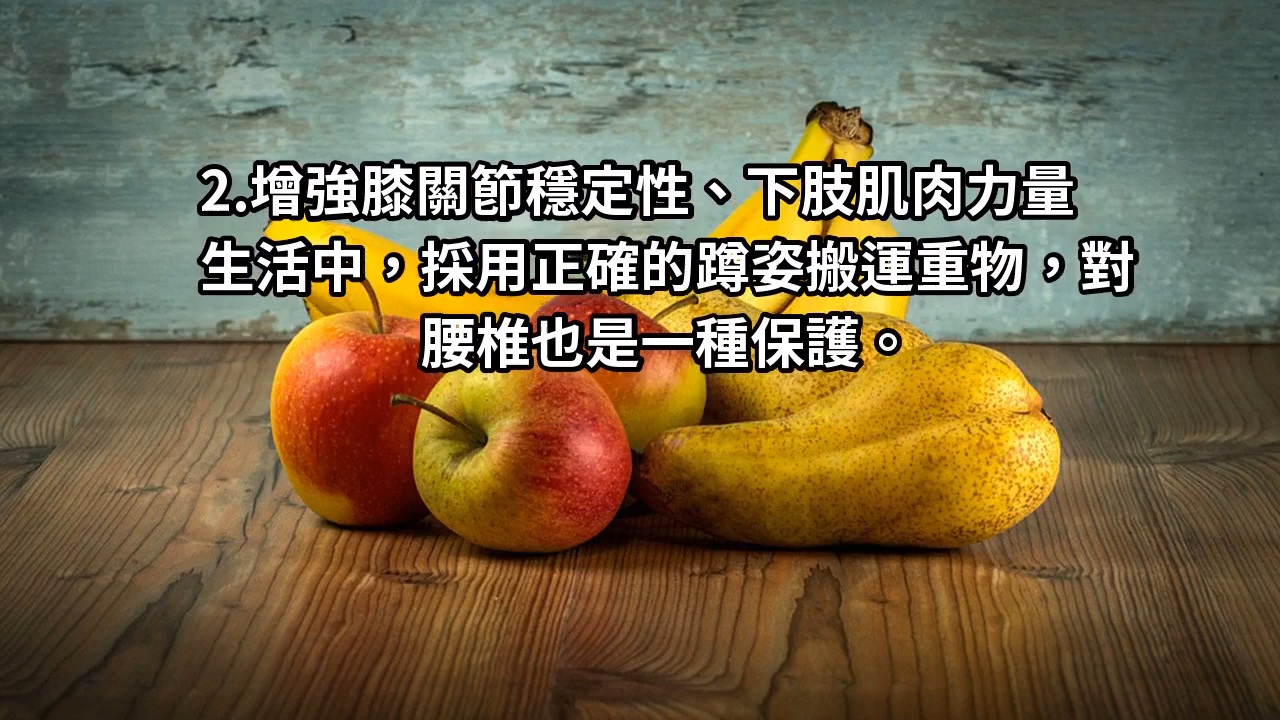 2.增強膝關節穩定性、下肢肌肉力量
生活中，採用正確的蹲姿搬運重物，對
腰椎也是一種保護。